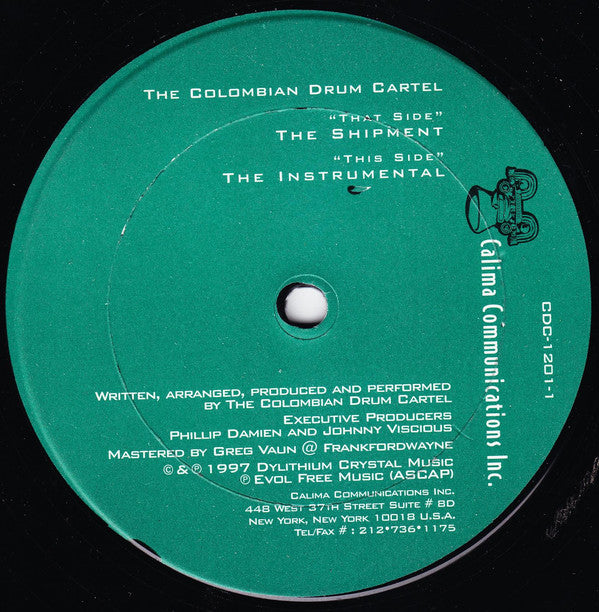 The Colombian Drum Cartel
"That Side"
The Shipment
"This Side"
The Instrumental
Calima Communications Inc.
CDC-1201-1
Written, arranged, produced and performed
by The Colombian Drum Cartel
Executive Producers
Phillip Damien and Johnny Viscious
Mastered by Greg Vaun @ Frankfordwayne
© & ℗ 1997 Dylithium Crystal Music
℗ Evol Free Music (ASCAP)
Calima Communications Inc.
448 West 37th Street Suite # 8D
New York, New York 10018 U.S.A.
Tel/Fax # : 212*736*1175